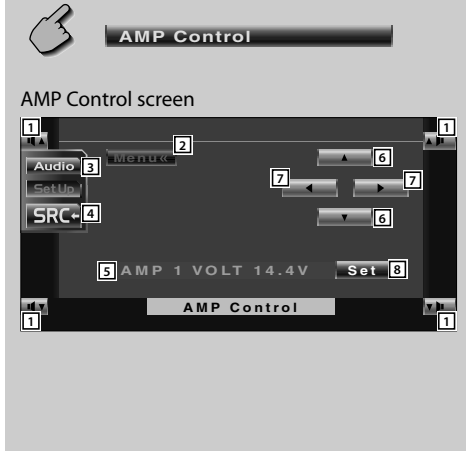 AMP Control
AMP Control screen
1 1
2
Menu«
6
Audio 3
7 7
SetUp
SRC 4
6
5 AMP 1 VOLT 14.4V Set 8
AMP Control
1 1